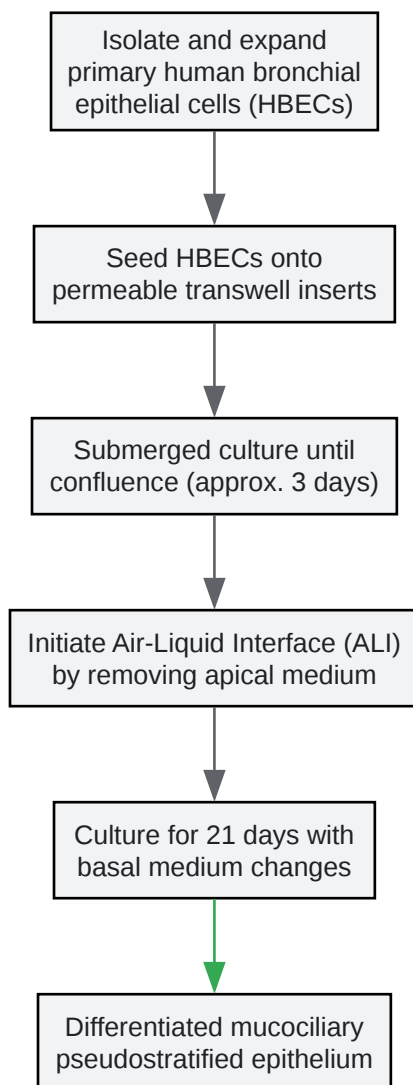 Isolate and expand
primary human bronchial
epithelial cells (HBECs)
Seed HBECs onto
permeable transwell inserts
Submerged culture until
confluence (approx. 3 days)
Initiate Air-Liquid Interface (ALI)
by removing apical medium
Culture for 21 days with
basal medium changes
Differentiated mucociliary
pseudostratified epithelium